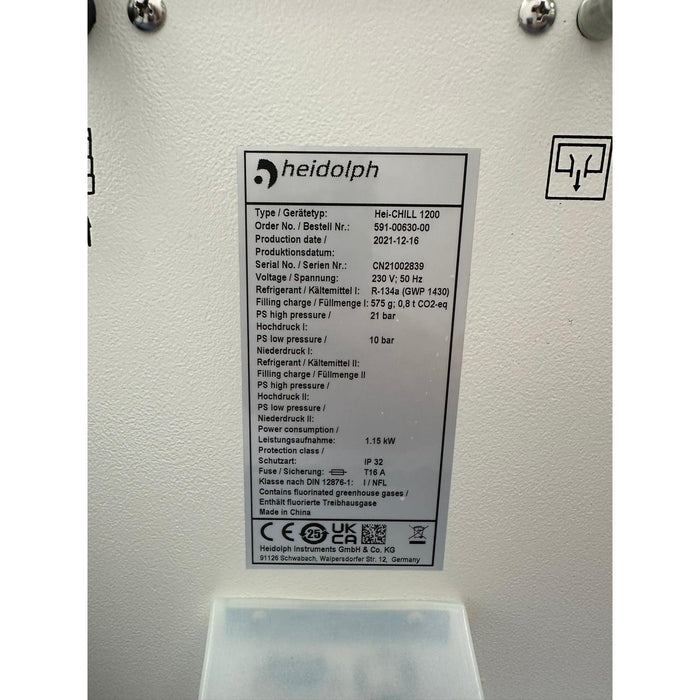 heidolph
Type / Gerätetyp: Hei-CHILL 1200
Order No. / Bestell Nr.: 591-00630-00
Production date / 2021-12-16
Produktionsdatum:
Serial No. / Serien Nr.: CN21002839
Voltage / Spannung: 230 V; 50 Hz
Refrigerant / Kältemittel I: R-134a (GWP 1430)
Filling charge / Füllmenge I: 575 g; 0,8 t CO2-eq
PS high pressure / 21 bar
Hochdruck I:
PS low pressure / 10 bar
Niederdruck I:
Refrigerant / Kältemittel II:
Filling charge / Füllmenge II
PS high pressure /
Hochdruck II:
PS low pressure /
Niederdruck II:
Power consumption /
Leistungsaufnahme: 1.15 kW
Protection class /
Schutzart: IP 32
Fuse / Sicherung: T16 A
Klasse nach DIN 12876-1: I / NFL
Contains fluorinated greenhouse gases /
Enthält fluorierte Treibhausgase
Made in China
CE 25 UK
CA
Heidolph Instruments GmbH & Co. KG
91126 Schwabach, Walpersdorfer Str. 12, Germany